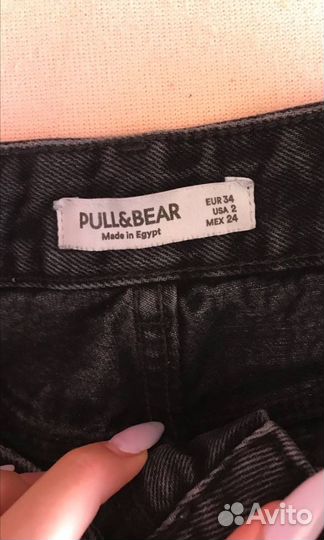 PULL&BEAR
Made in Egypt
EUR 34
USA 2
MEX 24
Avito